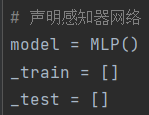 # 声明感知器网络
model = MLP()
_train = []
_test = []